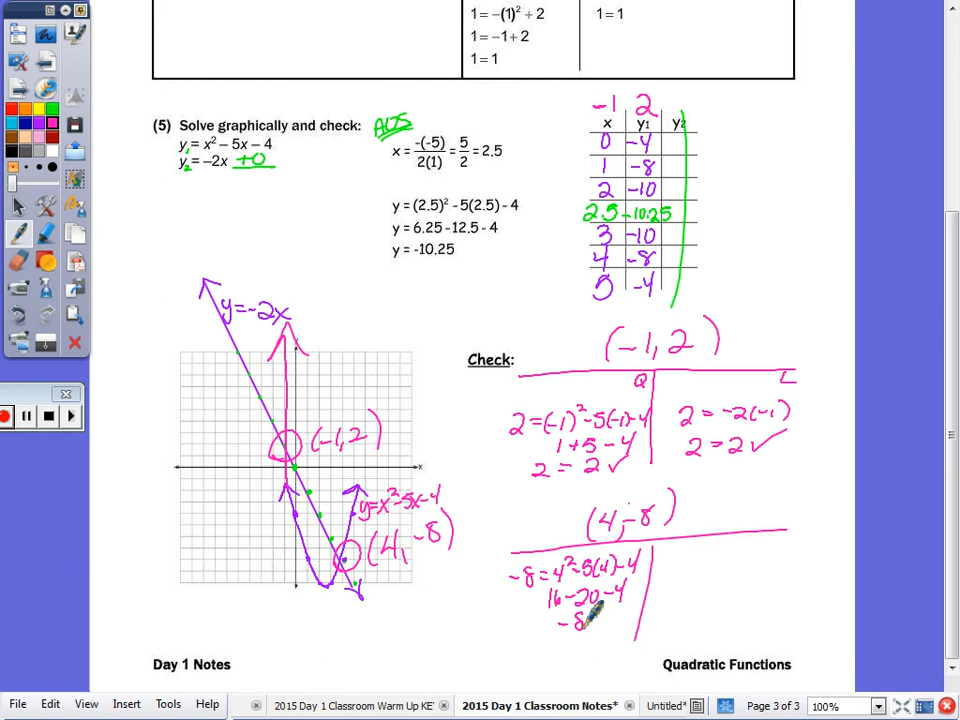 1 = −(1)² + 2
1 = −1 + 2
1 = 1
1 = 1
(5) Solve graphically and check:
AOS
y₁ = x² − 5x − 4
y₂ = −2x +0
x = -(-5)/2(1) = 5/2 = 2.5
y = (2.5)² - 5(2.5) - 4
y = 6.25 -12.5 - 4
y = -10.25
-1 2
x y₁ y₂
0 -4
1 -8
2 -10
2.5 -10.25
3 -10
4 -8
5 -4
y=-2x
(-1,2)
x
y=x²-5x-4
(4,-8)
Check:
(-1,2)
Q L
2=(-1)²-5(-1)-4
1+5-4
2=2✓
2=-2(-1)
2=2✓
(4,-8)
-8=4²-5(4)-4
16-20-4
-8
Day 1 Notes
Quadratic Functions
File Edit View Insert Tools Help
2015 Day 1 Classroom Warm Up KE
2015 Day 1 Classroom Notes*
Untitled*
Page 3 of 3
100%